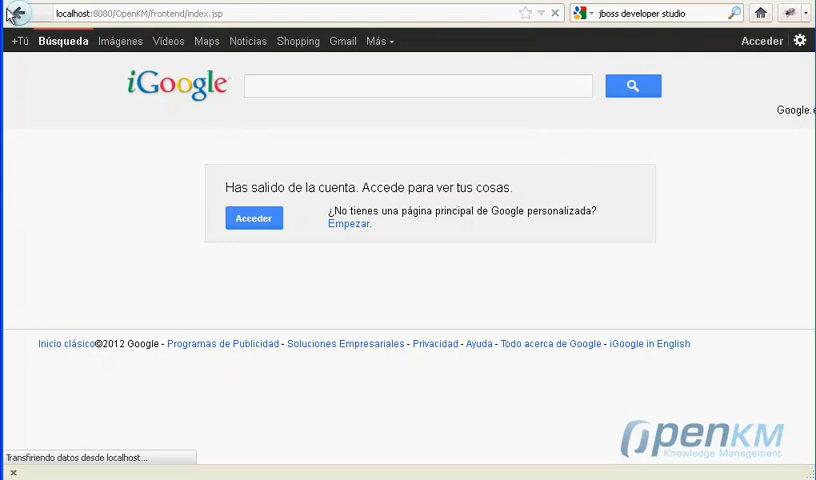 localhost:8080/OpenKM/frontend/index.jsp
jboss developer studio
+Tú Búsqueda Imágenes Vídeos Maps Noticias Shopping Gmail Más
Acceder
iGoogle
Google.e
Has salido de la cuenta. Accede para ver tus cosas.
Acceder
¿No tienes una página principal de Google personalizada?
Empezar.
Inicio clásico©2012 Google - Programas de Publicidad - Soluciones Empresariales - Privacidad - Ayuda - Todo acerca de Google - iGoogle in English
OpenKM
Knowledge Management
Transfiriendo datos desde localhost...